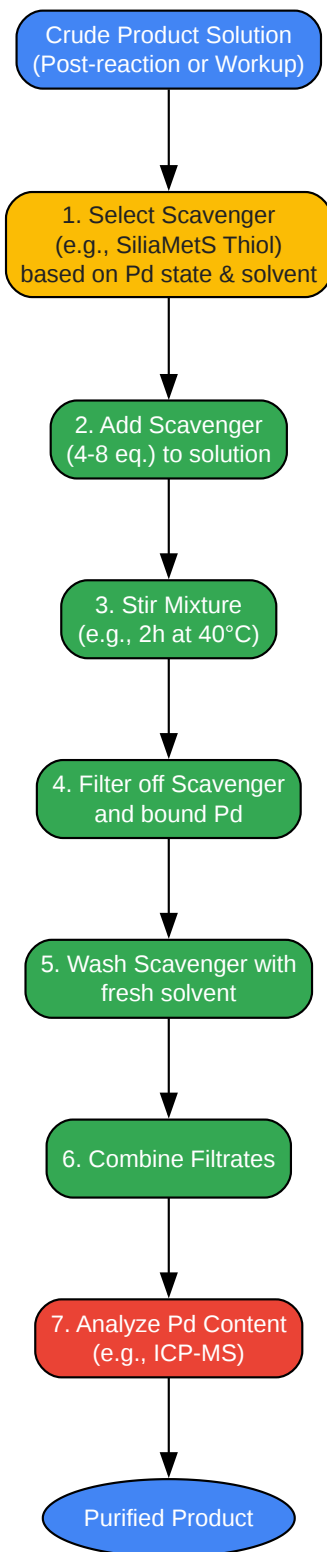 Crude Product Solution
(Post-reaction or Workup)
1. Select Scavenger
(e.g., SiliaMetS Thiol)
based on Pd state & solvent
2. Add Scavenger
(4-8 eq.) to solution
3. Stir Mixture
(e.g., 2h at 40°C)
4. Filter off Scavenger
and bound Pd
5. Wash Scavenger with
fresh solvent
6. Combine Filtrates
7. Analyze Pd Content
(e.g., ICP-MS)
Purified Product